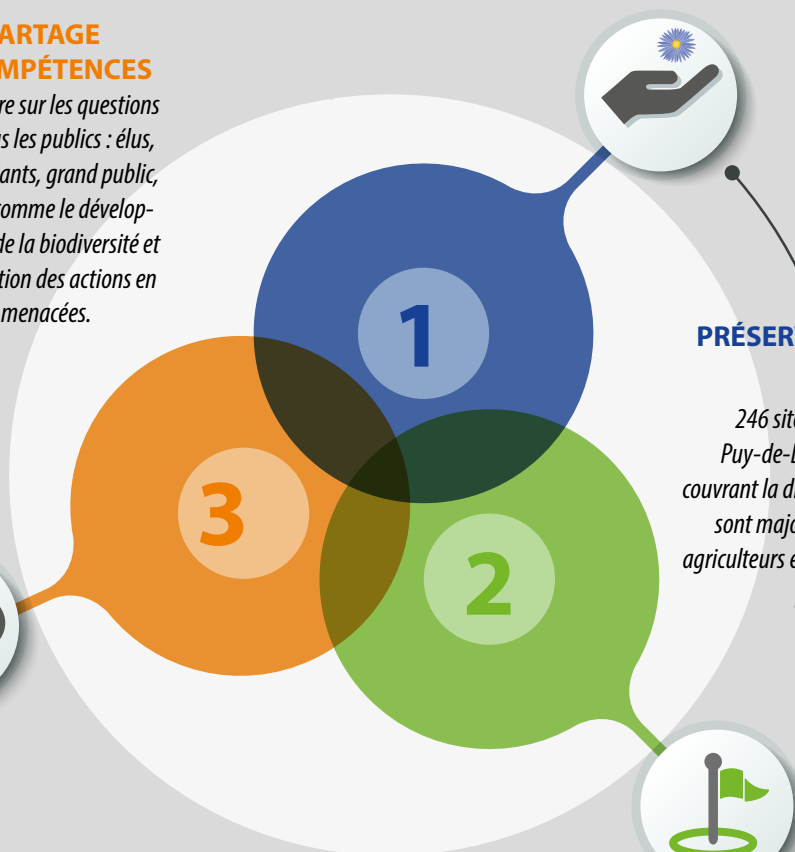 ARTAGE
MPÉTENCES
re sur les questions
s les publics : élus,
ants, grand public,
omme le dévelop-
de la biodiversité et
tion des actions en
menacées.
1
PRÉSER
246 sit
Puy-de-
couvrant la d
sont majo
agriculteurs e
3
2